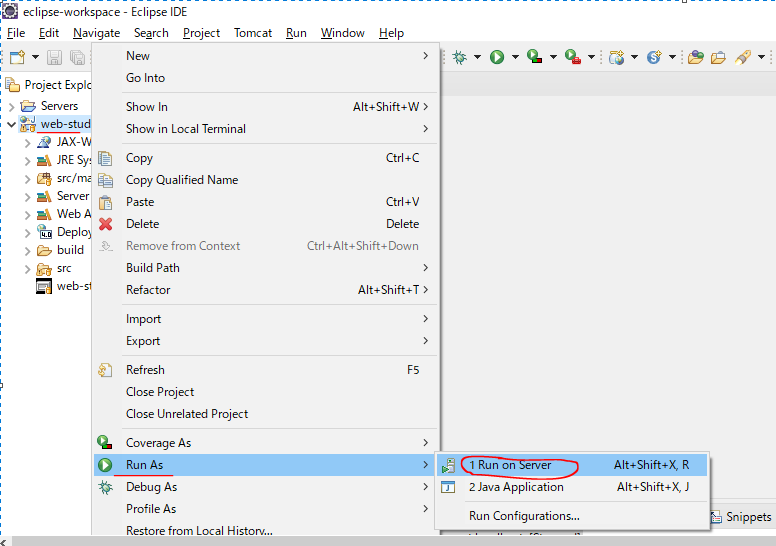 eclipse-workspace - Eclipse IDE
File Edit Navigate Search Project Tomcat Run Window Help
Project Explo
Servers
web-stud
JAX-W
JRE Sys
src/ma
Server
Web A
Deploy
build
src
web-st
New
Go Into
Show In Alt+Shift+W
Show in Local Terminal
Copy Ctrl+C
Copy Qualified Name
Paste Ctrl+V
Delete Delete
Remove from Context Ctrl+Alt+Shift+Down
Build Path
Refactor Alt+Shift+T
Import
Export
Refresh F5
Close Project
Close Unrelated Project
Coverage As
Run As
Debug As
Profile As
Restore from Local History...
1 Run on Server Alt+Shift+X, R
2 Java Application Alt+Shift+X, J
Run Configurations...
Snippets